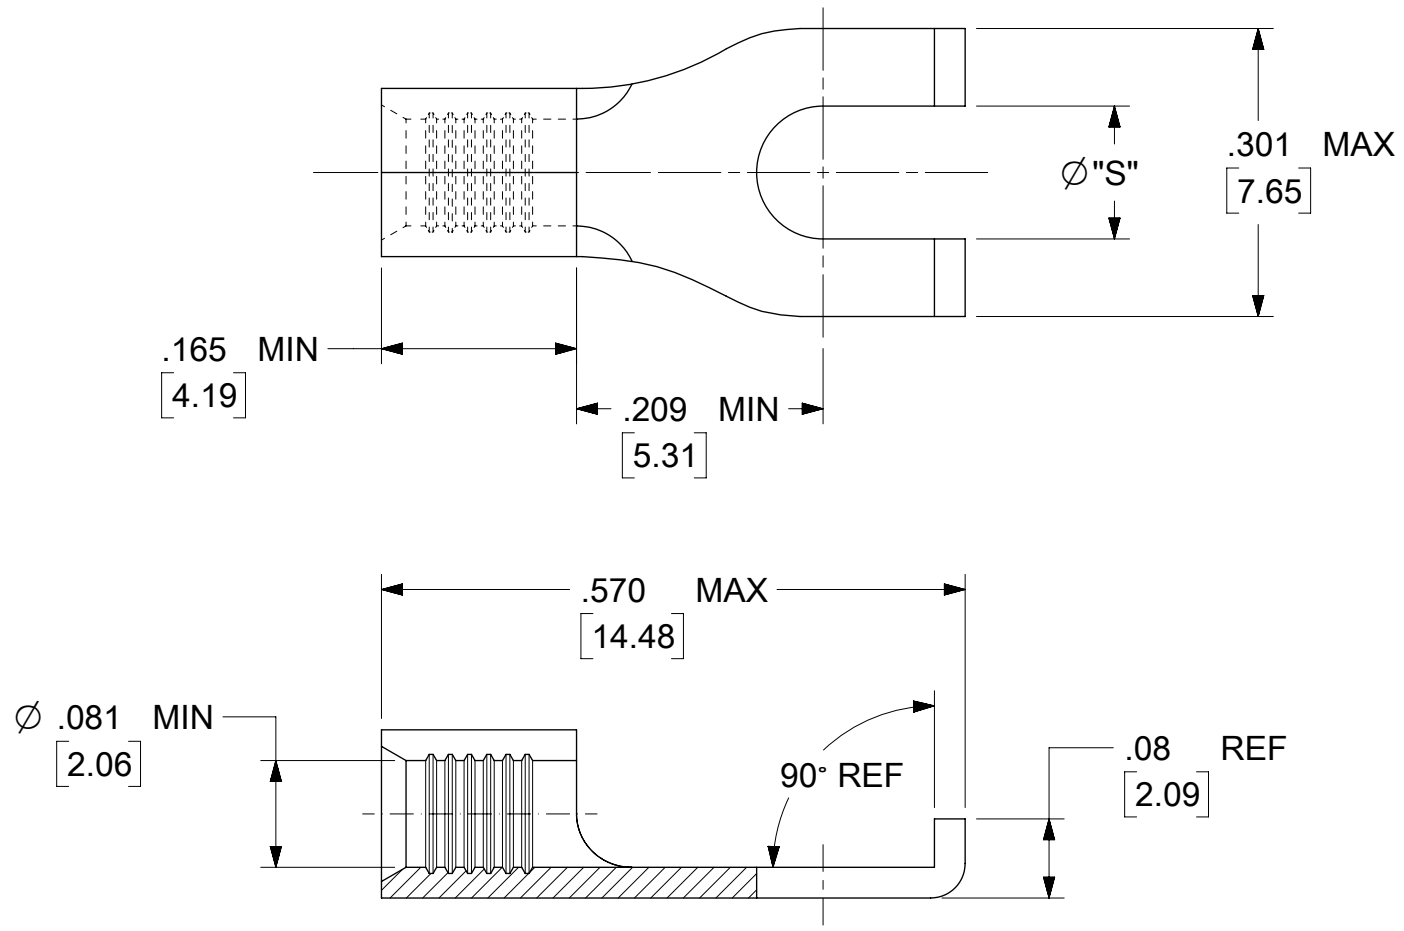 .301 MAX
[7.65]
Ø"S"
.165 MIN
[4.19]
.209 MIN
[5.31]
.570 MAX
[14.48]
Ø .081 MIN
[2.06]
90° REF
.08 REF
[2.09]